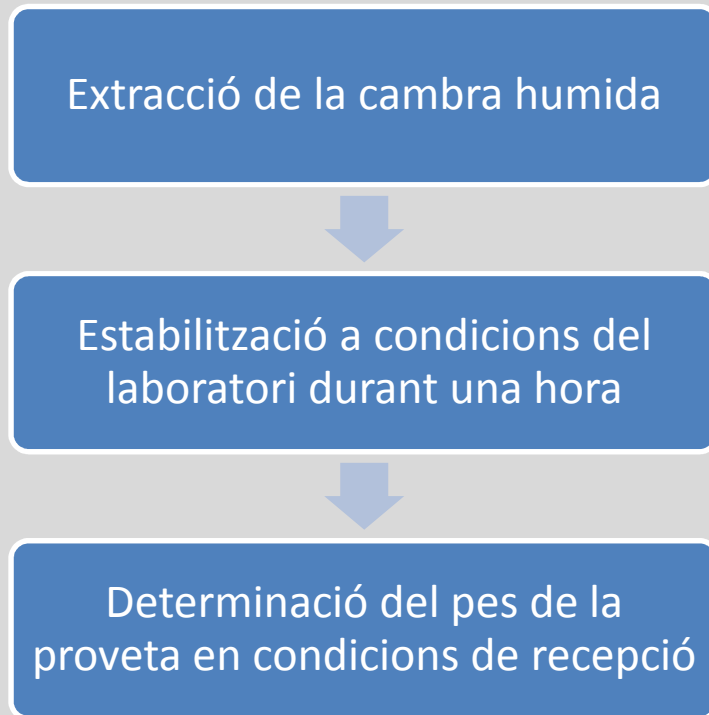 Extracció de la cambra humida
Estabilització a condicions del
laboratori durant una hora
Determinació del pes de la
proveta en condicions de recepció